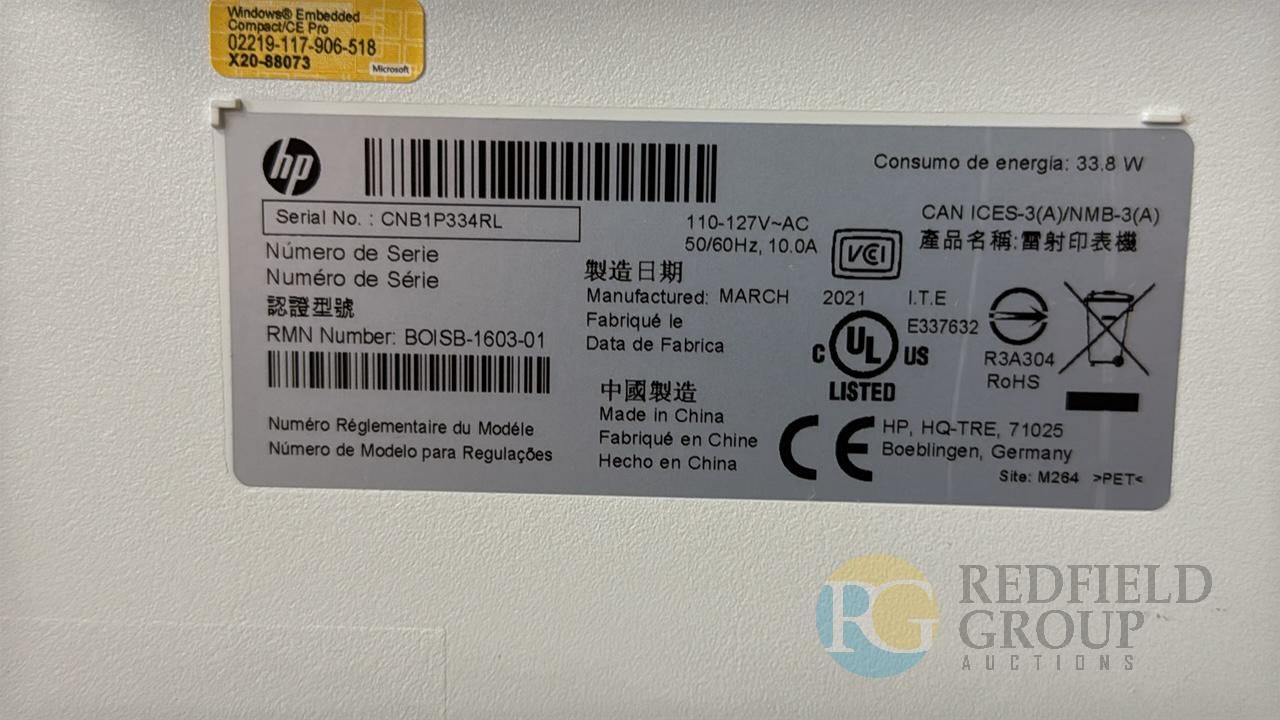 Windows® Embedded
Compact/CE Pro
02219-117-906-518
X20-88073
Microsoft
hp
Consumo de energía: 33.8 W
Serial No. : CNB1P334RL
Número de Serie
Numéro de Série
認證型號
RMN Number: BOISB-1603-01
Numéro Réglementaire du Modéle
Número de Modelo para Regulações
110-127V~AC
50/60Hz, 10.0A
製造日期
Manufactured: MARCH 2021
Fabriqué le
Data de Fabrica
中國製造
Made in China
Fabriqué en Chine
Hecho en China
VCI
CAN ICES-3(A)/NMB-3(A)
產品名稱:雷射印表機
I.T.E
E337632
C UL US
LISTED
R3A304
RoHS
CE
HP, HQ-TRE, 71025
Boeblingen, Germany
Site: M264 >PET<
RG
REDFIELD
GROUP
AUCTIONS